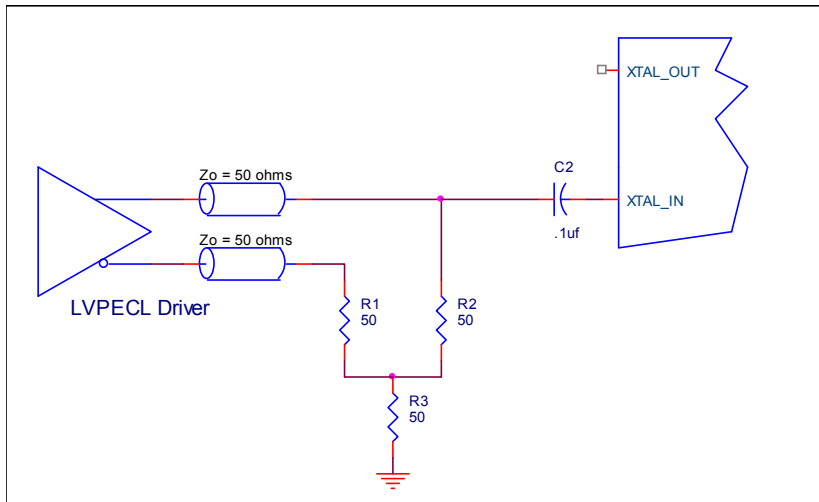 XTAL_OUT
Zo = 50 ohms
C2
XTAL_IN
.1uf
Zo = 50 ohms
LVPECL Driver
R1
50
R2
50
R3
50